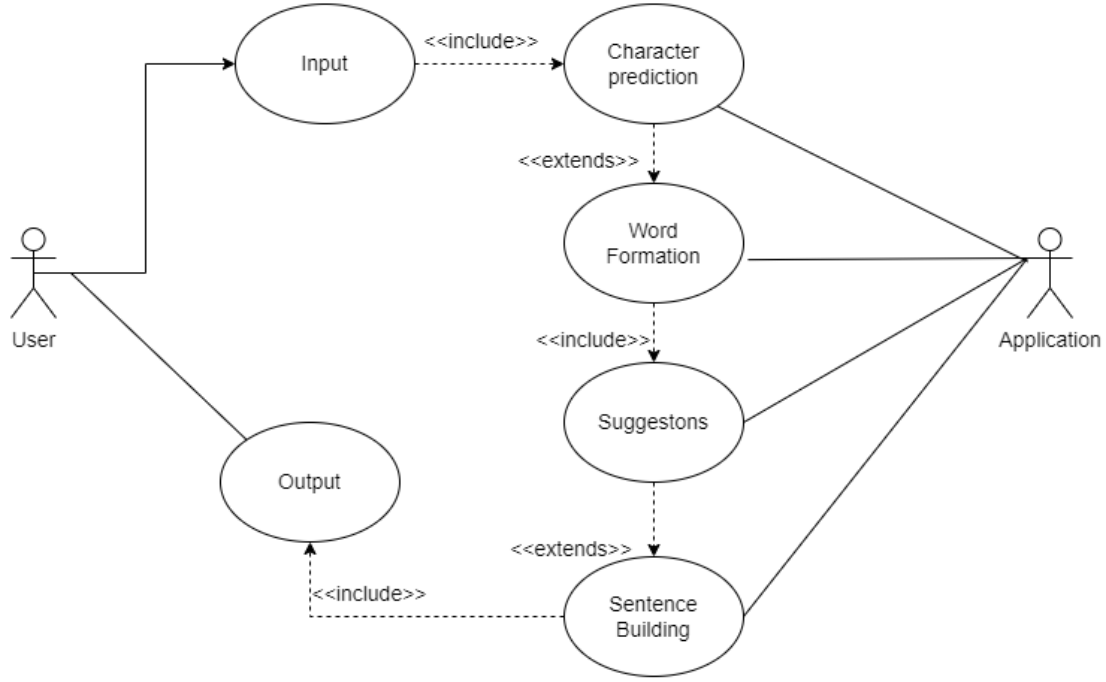 Input
<<include>>
Character
prediction
<<extends>>
Word
Formation
User
<<include>>
Application
Suggestons
Output
<<extends>>
<<include>>
Sentence
Building